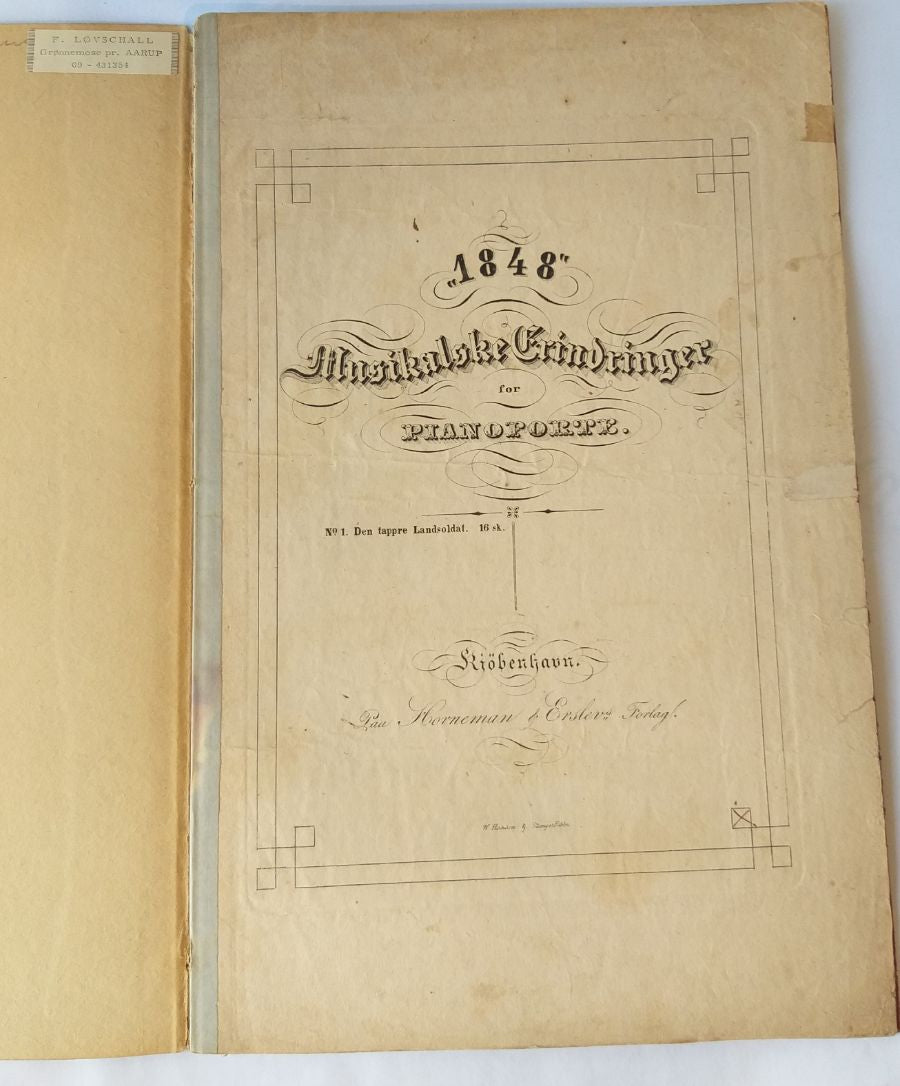 F. LØVSCHALL
Grønnemose pr. AARUP
09 - 431354
„1848“
Musikalske Erindringer
for
PIANOFORTE.
No 1. Den tappre Landsoldat. 16 sk.
Kjöbenhavn.
Paa Horneman & Erslevs Forlag.